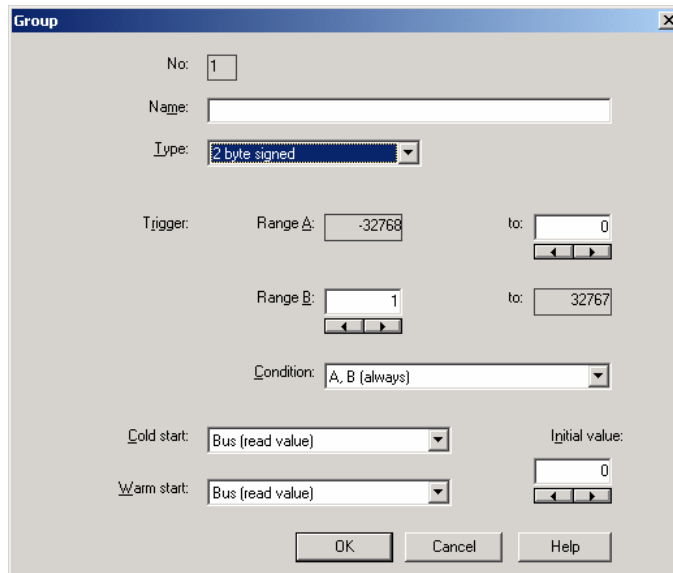 Group
No: 1
Name:
Type: 2 byte signed
Trigger: Range A: -32768 to: 0
Range B: 1 to: 32767
Condition: A, B (always)
Cold start: Bus (read value) Initial value:
0
Warm start: Bus (read value)
OK Cancel Help